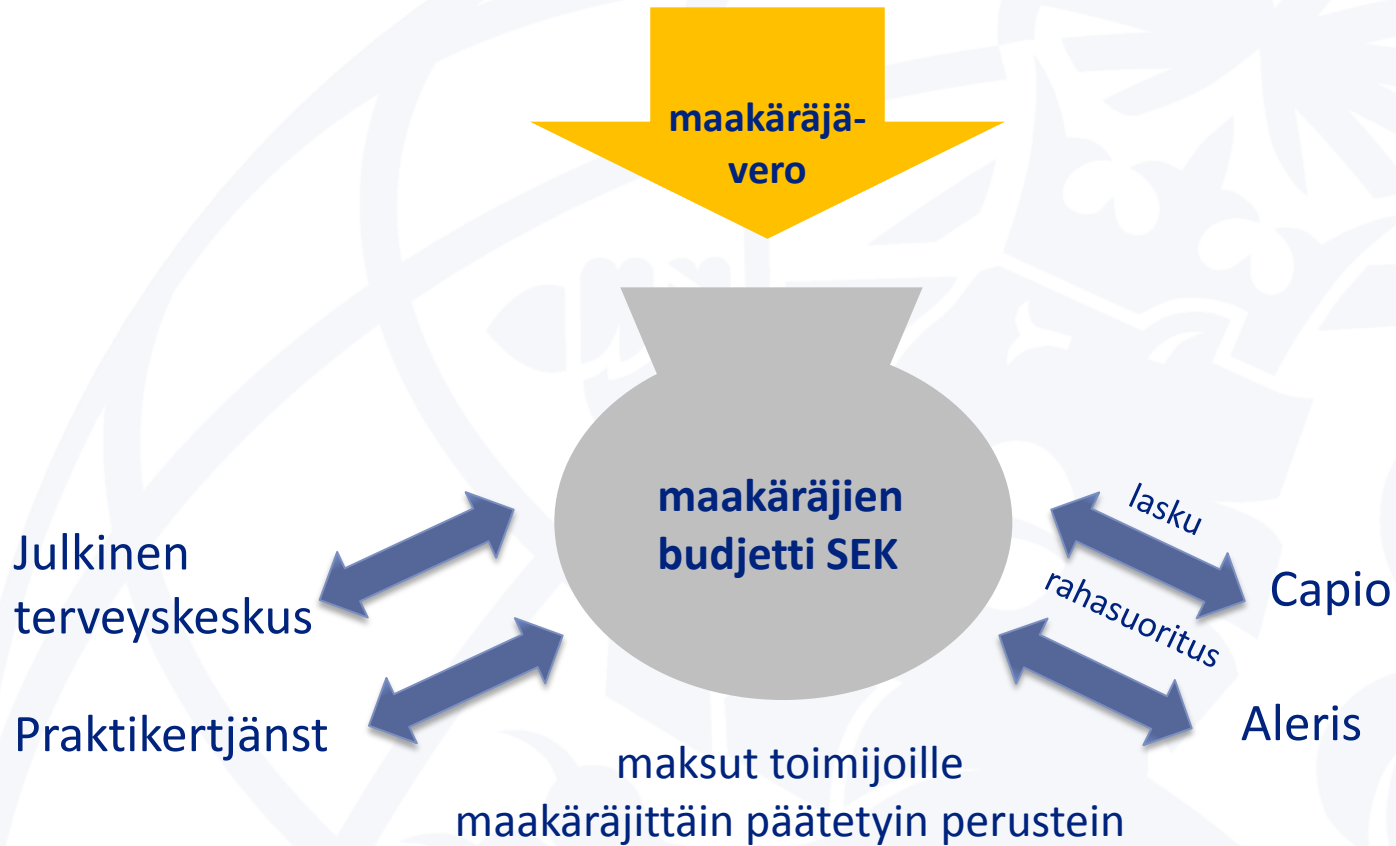 maakäräjä-
vero
maakäräjien
budjetti SEK
Julkinen
terveyskeskus
Praktikertjänst
lasku
rahasuoritus
Capio
Aleris
maksut toimijoille
maakäräjittäin päätetyin perustein